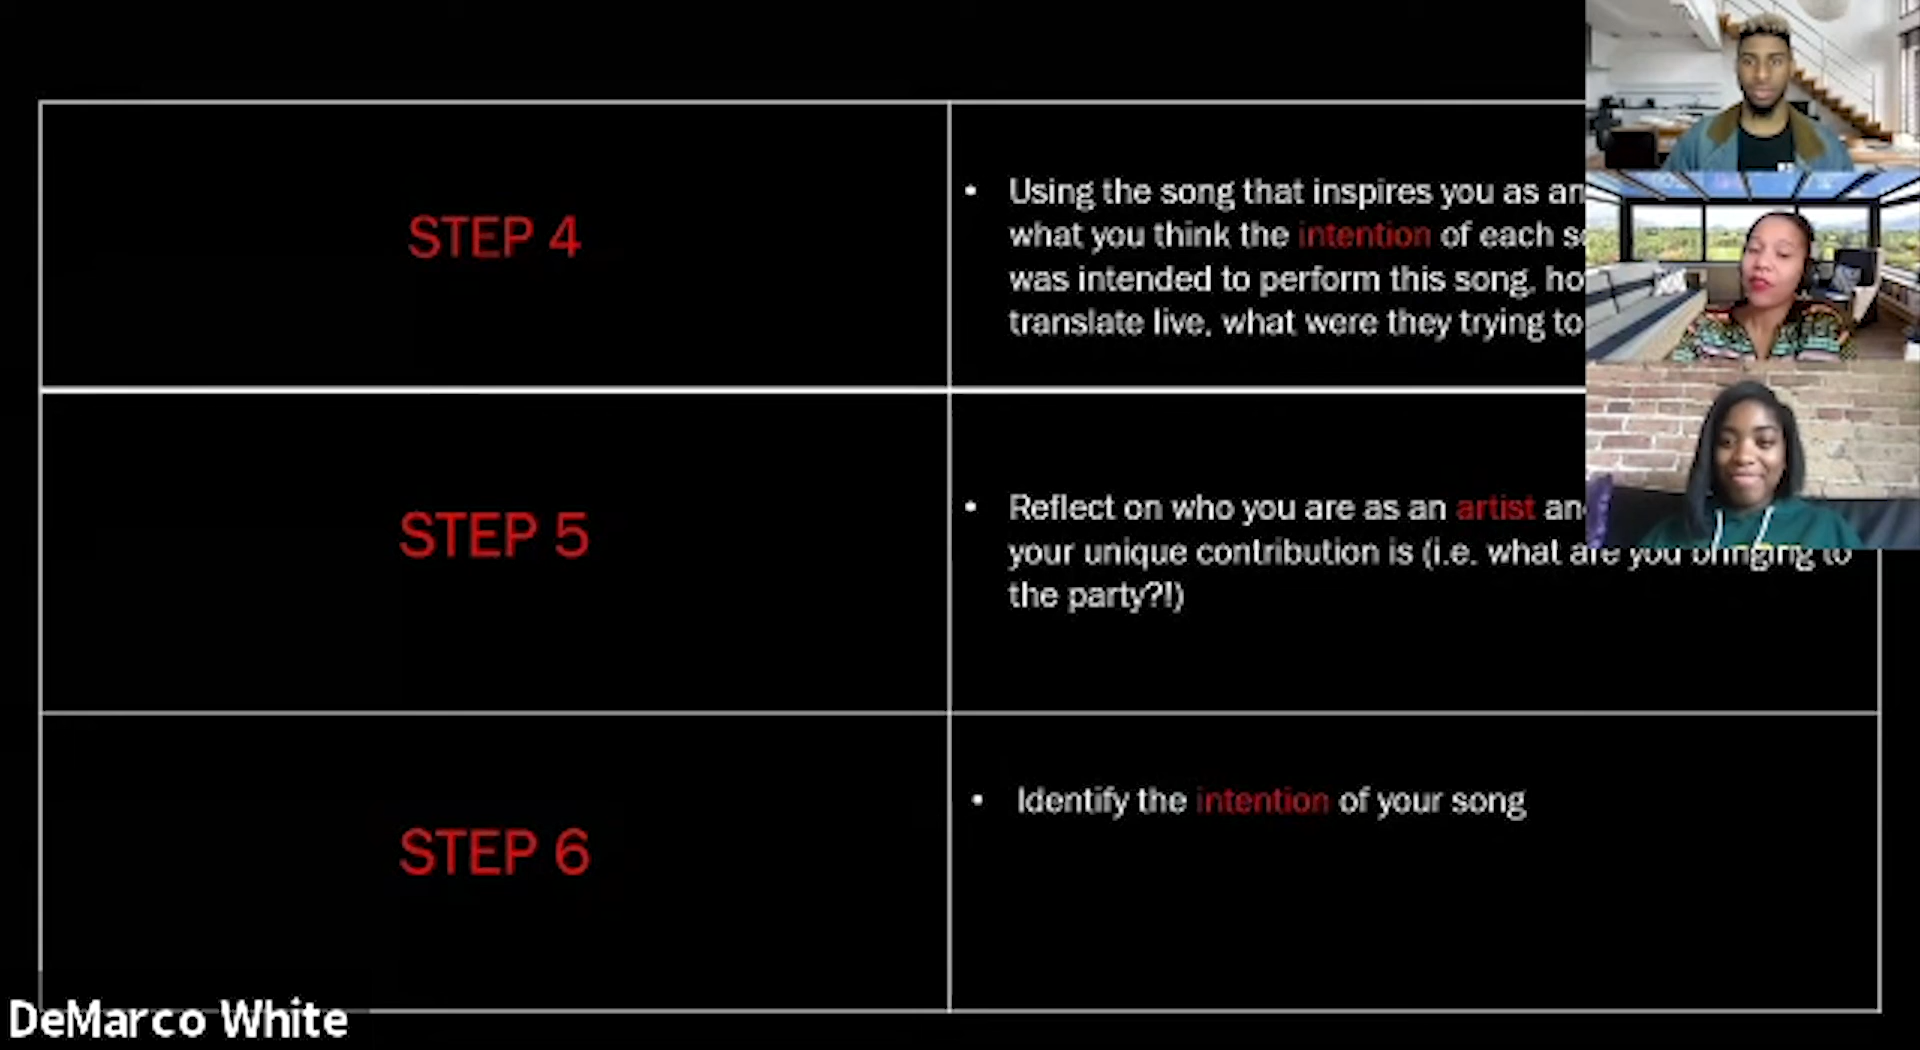 STEP 4
• Using the song that inspires you as an
what you think the intention of each
was intended to perform this song, ho
translate live, what were they trying to
STEP 5
• Reflect on who you are as an artist an
your unique contribution is (i.e. what are you bringing to
the party?!)
STEP 6
• Identify the intention of your song
DeMarco White